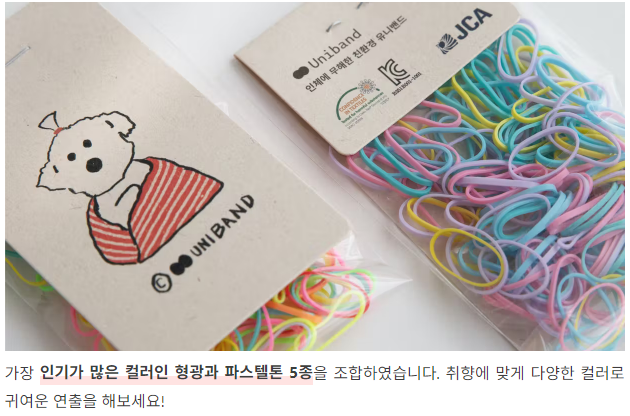 Uniband
인체에 무해한 친환경 유니밴드
JCA
CONFIDENCE
IN TEXTILES
© UNIBAND
가장 인기가 많은 컬러인 형광과 파스텔톤 5종을 조합하였습니다. 취향에 맞게 다양한 컬러로
귀여운 연출을 해보세요!